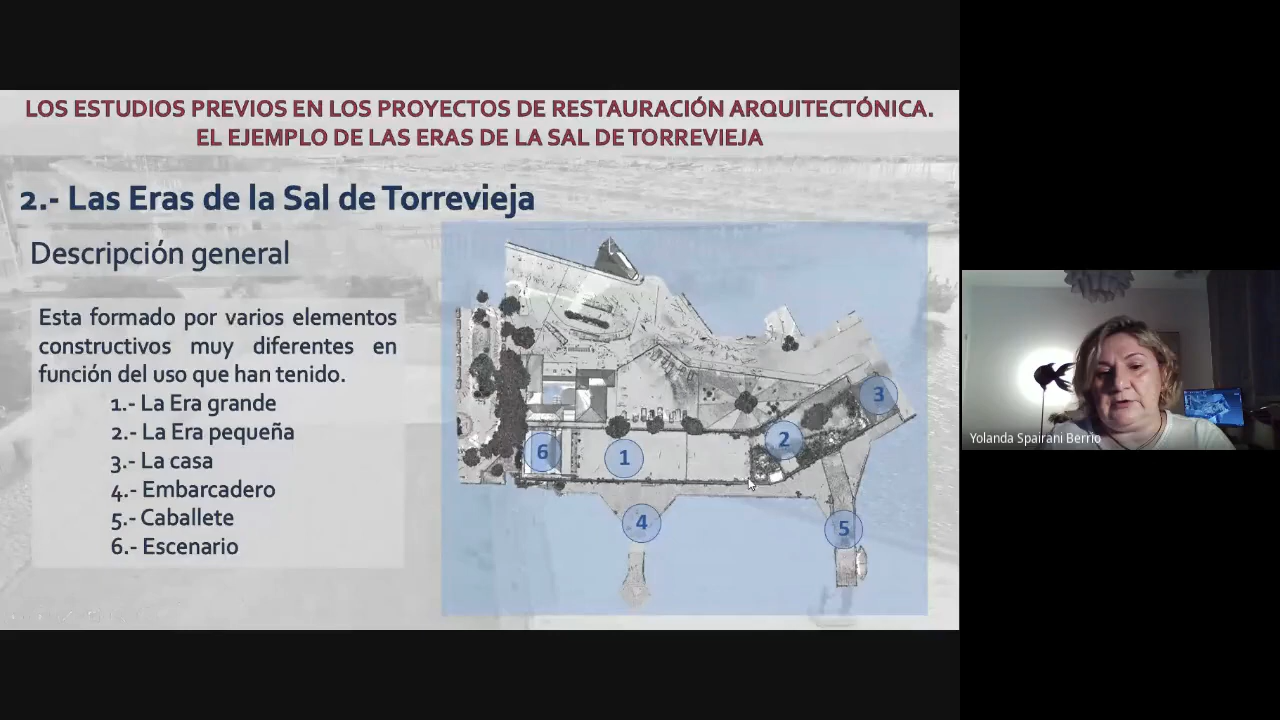 LOS ESTUDIOS PREVIOS EN LOS PROYECTOS DE RESTAURACIÓN ARQUITECTÓNICA.
EL EJEMPLO DE LAS ERAS DE LA SAL DE TORREVIEJA
2.- Las Eras de la Sal de Torrevieja
Descripción general
Esta formado por varios elementos
constructivos muy diferentes en
función del uso que han tenido.
1.- La Era grande
2.- La Era pequeña
3.- La casa
4.- Embarcadero
5.- Caballete
6.- Escenario
3
2
6
1
4
5
Yolanda Spairani Berrio